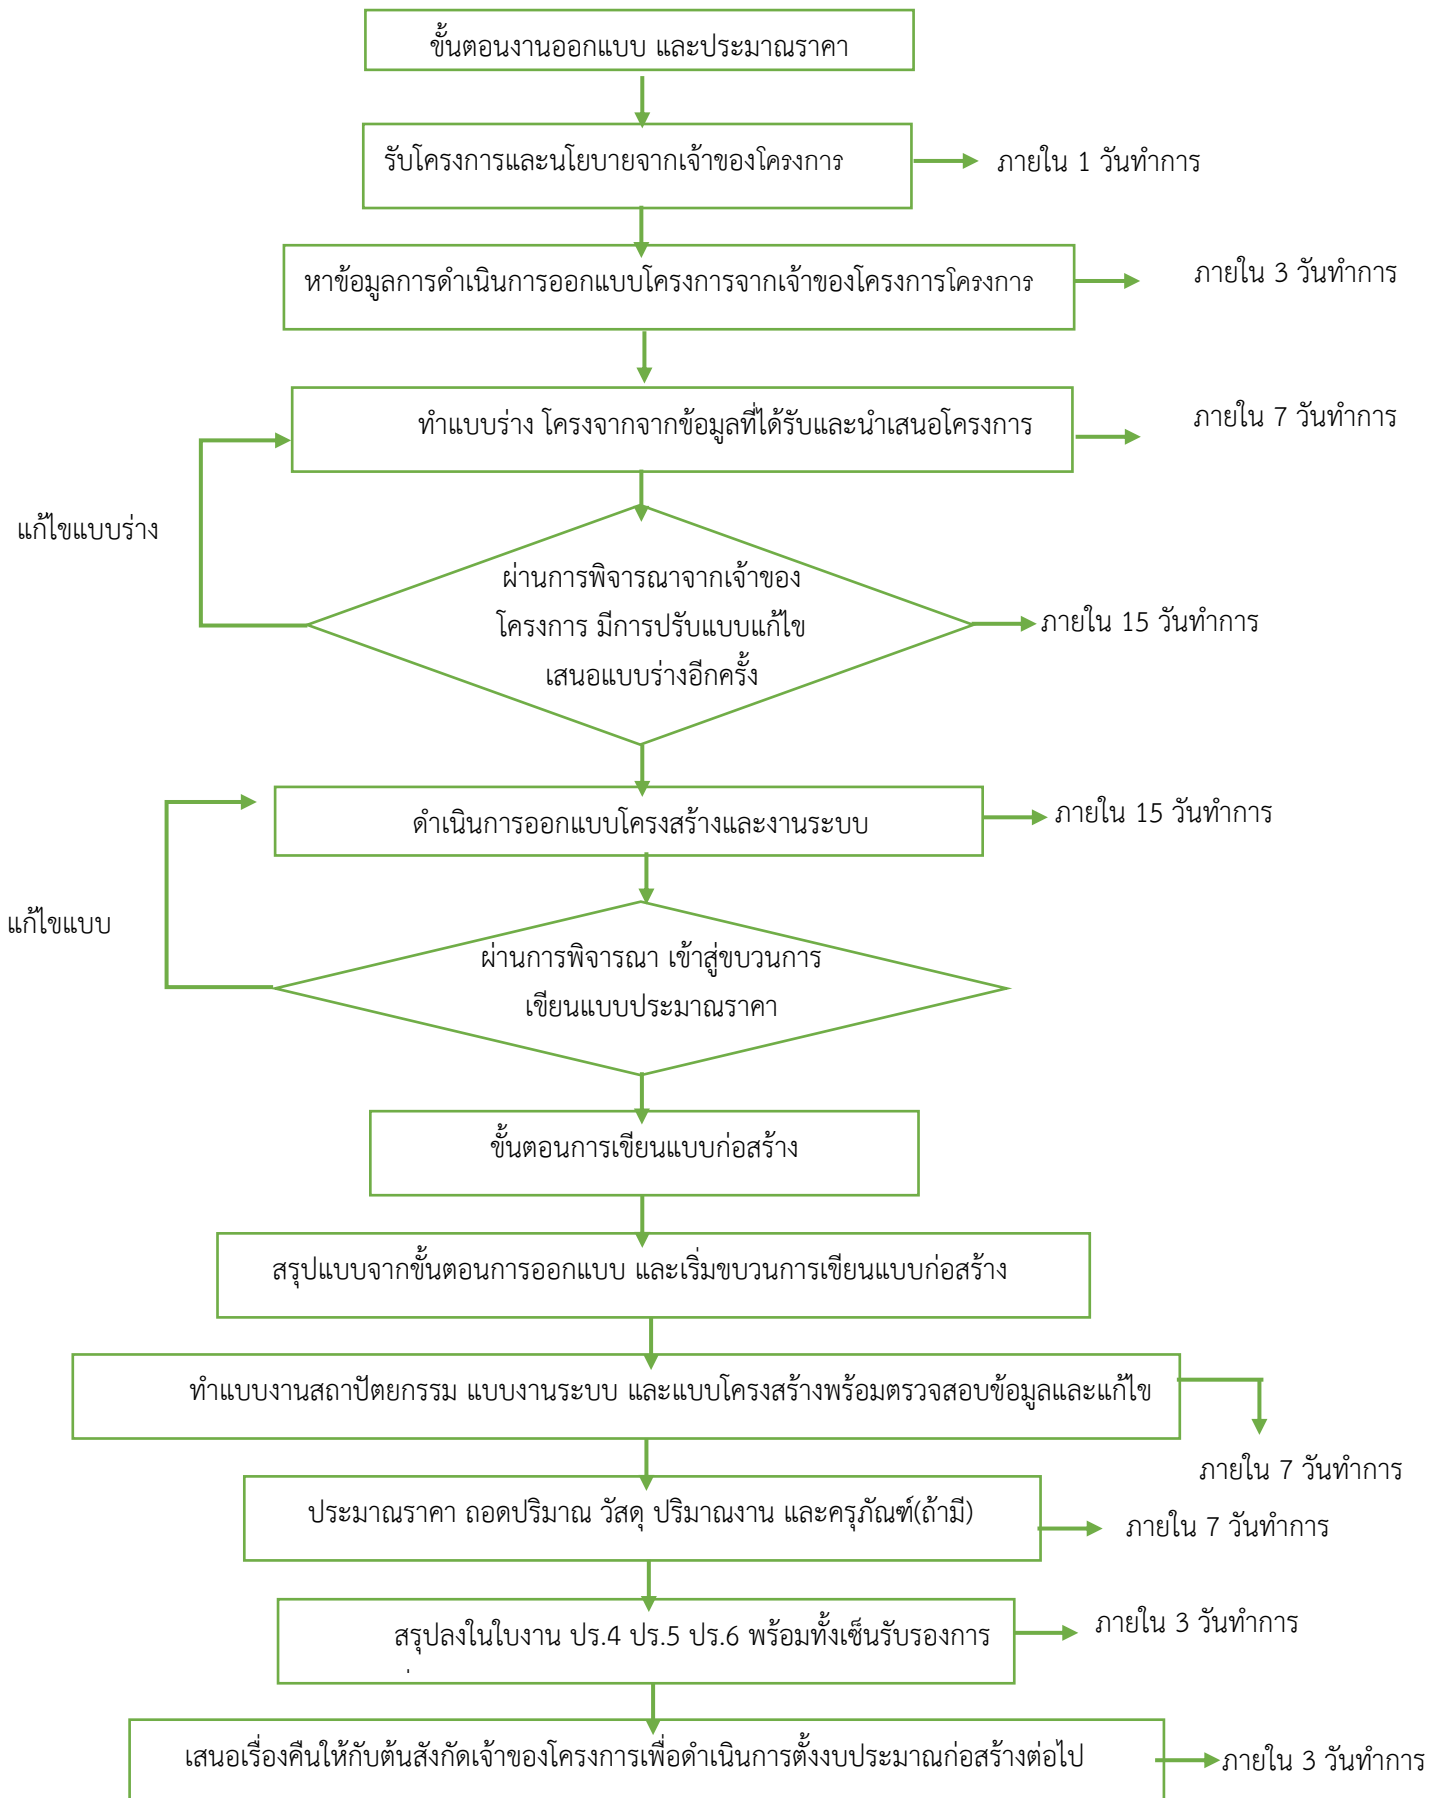 ขั้นตอนงานออกแบบ และประมาณราคา
รับโครงการและนโยบายจากเจ้าของโครงการ
ภายใน 1 วันทำการ
หาข้อมูลการดำเนินการออกแบบโครงการจากเจ้าของโครงการโครงการ
ภายใน 3 วันทำการ
ทำแบบร่าง โครงจากจากข้อมูลที่ได้รับและนำเสนอโครงการ
ภายใน 7 วันทำการ
แก้ไขแบบร่าง
ผ่านการพิจารณาจากเจ้าของ
โครงการ มีการปรับแบบแก้ไข
เสนอแบบร่างอีกครั้ง
ภายใน 15 วันทำการ
ดำเนินการออกแบบโครงสร้างและงานระบบ
ภายใน 15 วันทำการ
แก้ไขแบบ
ผ่านการพิจารณา เข้าสู่ขบวนการ
เขียนแบบประมาณราคา
ขั้นตอนการเขียนแบบก่อสร้าง
สรุปแบบจากขั้นตอนการออกแบบ และเริ่มขบวนการเขียนแบบก่อสร้าง
ทำแบบงานสถาปัตยกรรม แบบงานระบบ และแบบโครงสร้างพร้อมตรวจสอบข้อมูลและแก้ไข
ภายใน 7 วันทำการ
ประมาณราคา ถอดปริมาณ วัสดุ ปริมาณงาน และครุภัณฑ์(ถ้ามี)
ภายใน 7 วันทำการ
สรุปลงในใบงาน ปร.4 ปร.5 ปร.6 พร้อมทั้งเซ็นรับรองการ
ภายใน 3 วันทำการ
เสนอเรื่องคืนให้กับต้นสังกัดเจ้าของโครงการเพื่อดำเนินการตั้งงบประมาณก่อสร้างต่อไป
ภายใน 3 วันทำการ